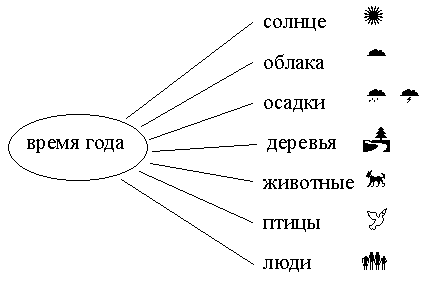 солнце
облака
осадки
время года
деревья
животные
птицы
люди